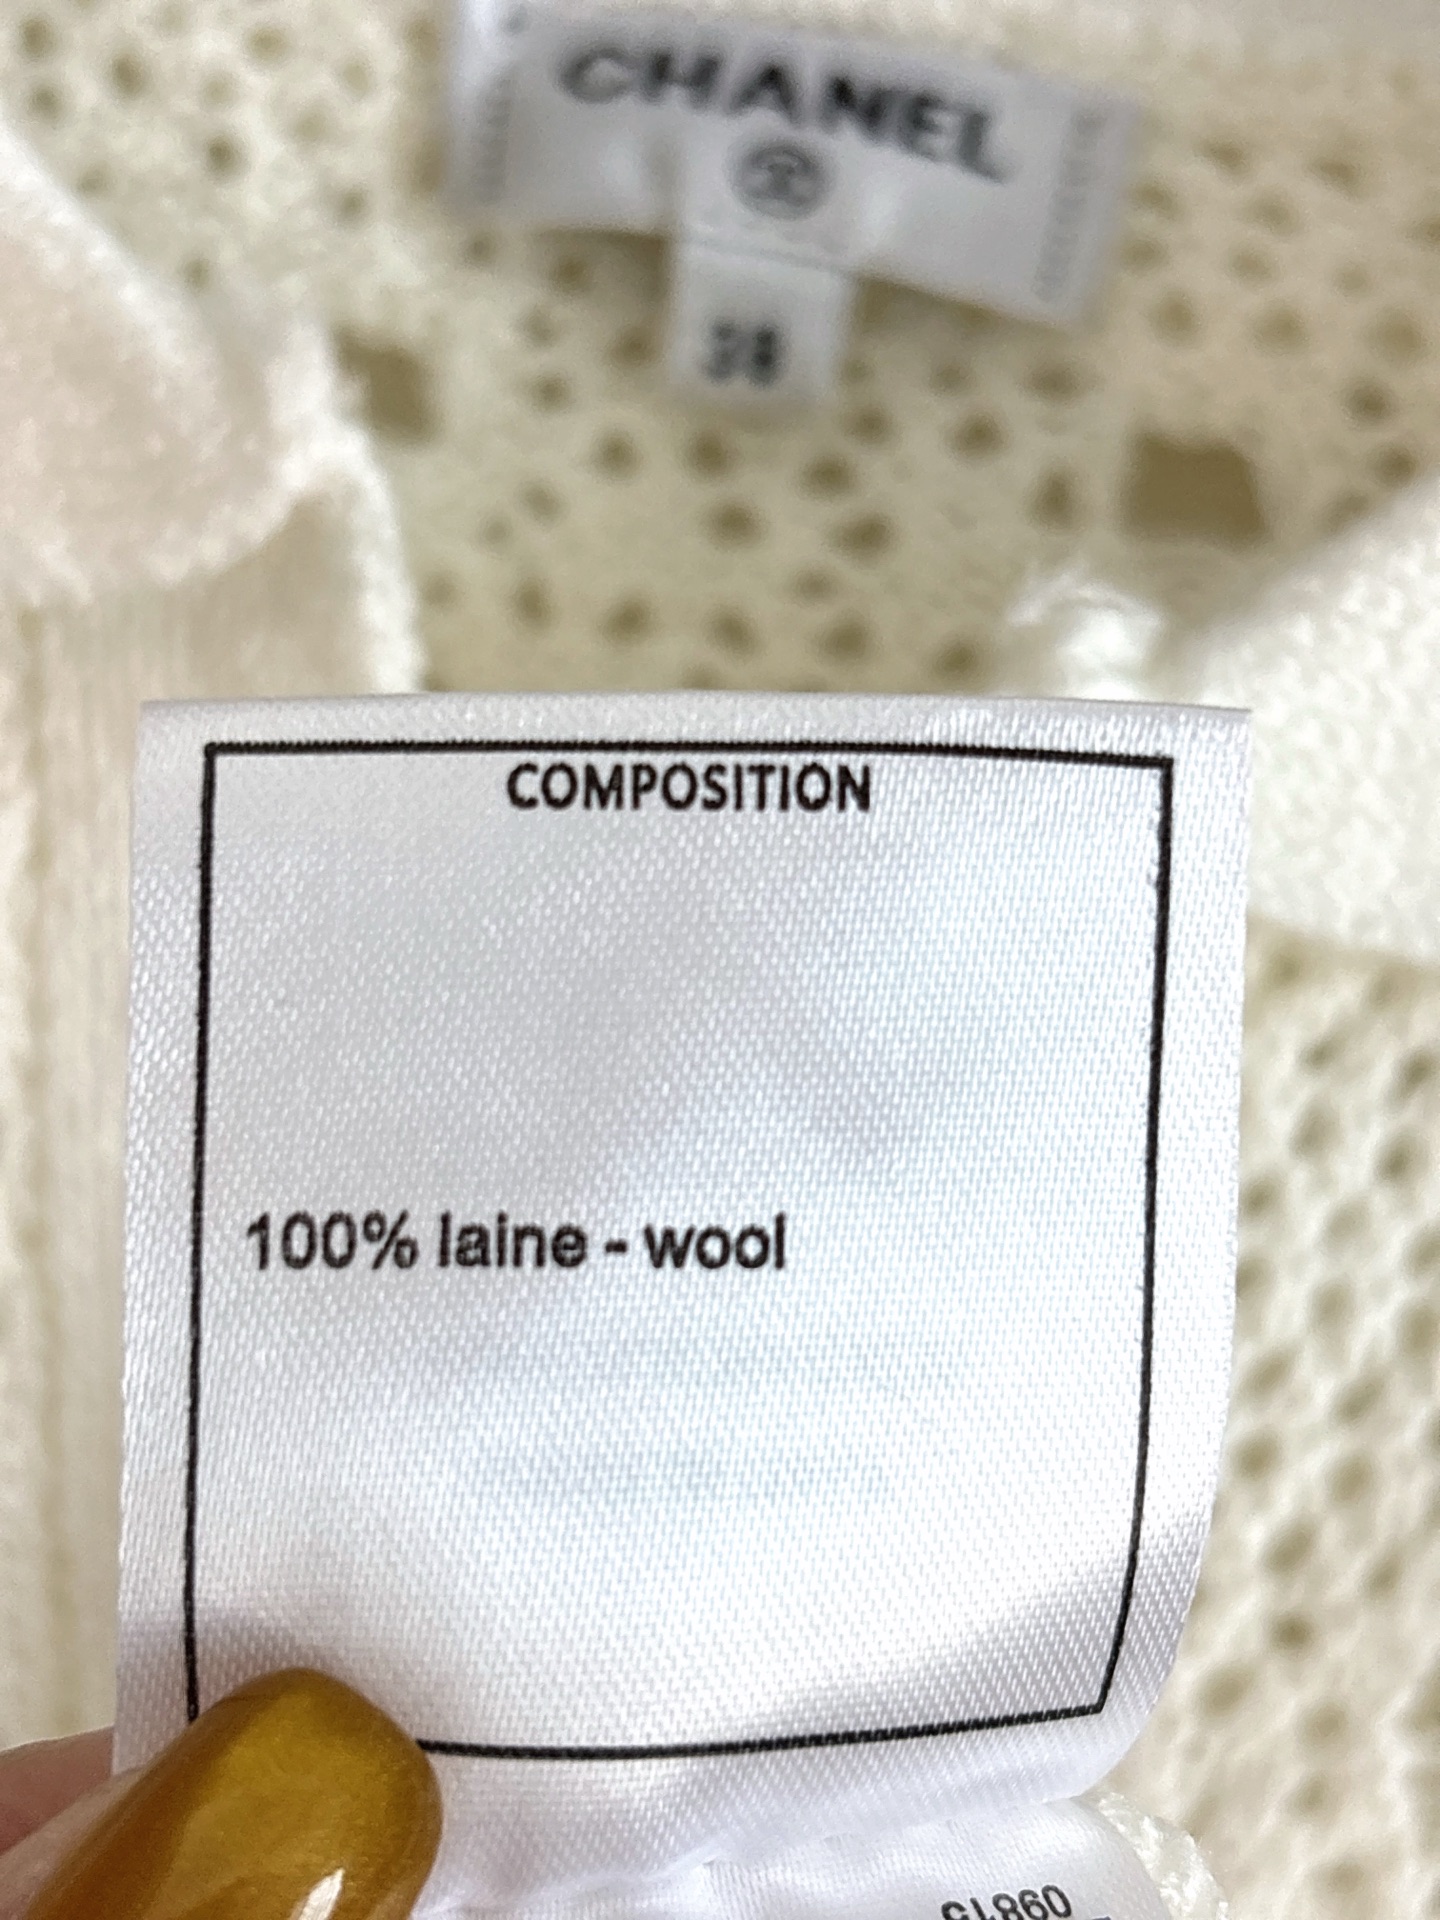 CHANEL
38
COMPOSITION
100% laine - wool